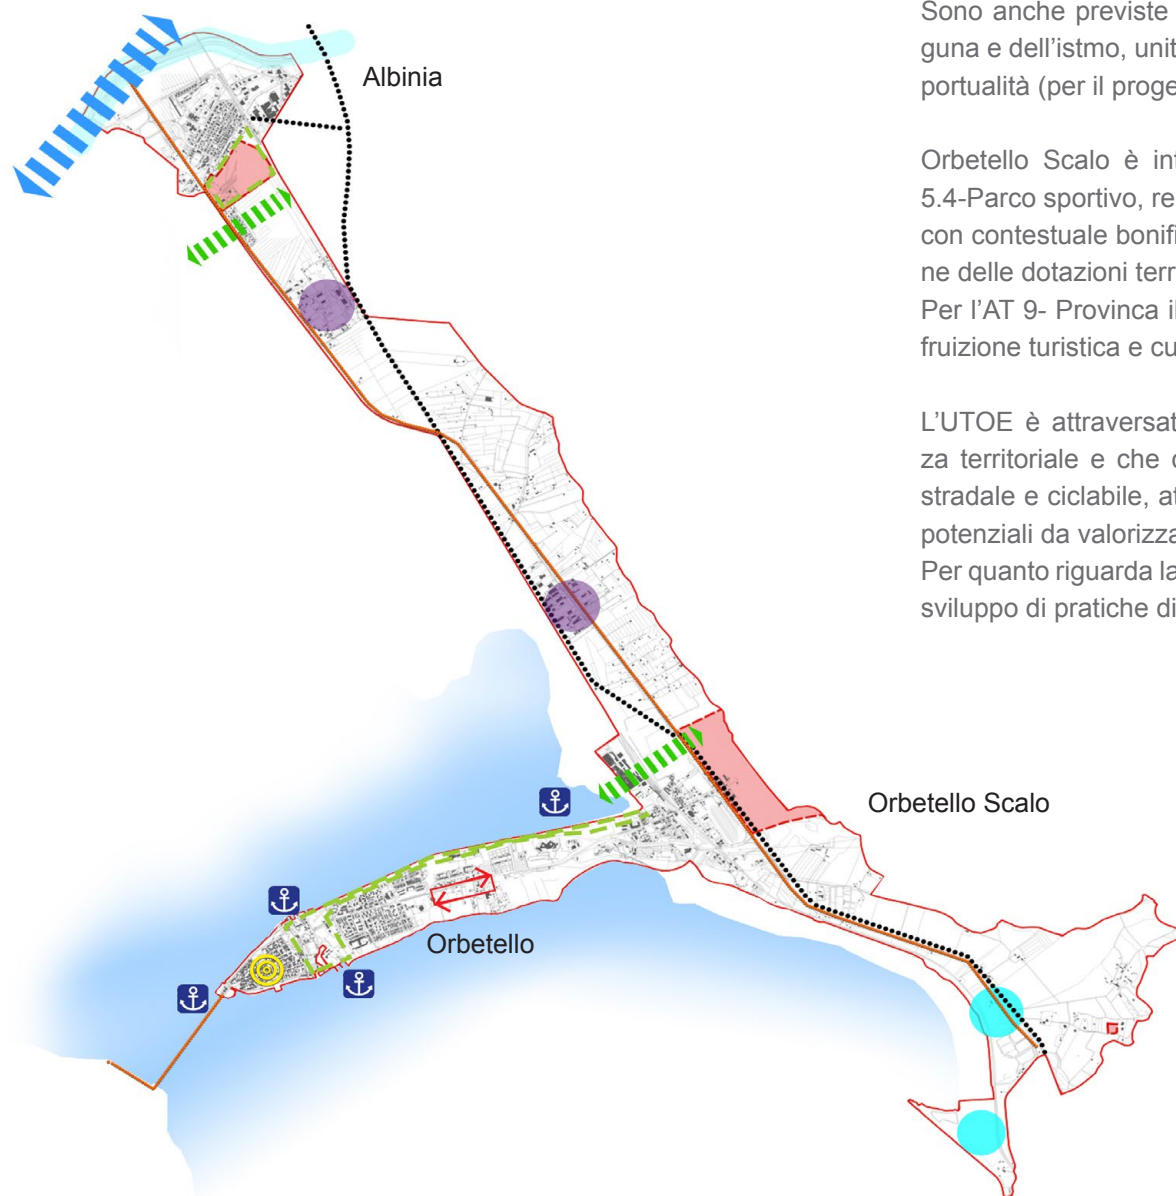 Sono anche previste
guna e dell'istmo, unit
portualità (per il proge
Orbetello Scalo è int
5.4-Parco sportivo, re
con contestuale bonifi
ne delle dotazioni terr
Per l'AT 9- Provinca il
fruizione turistica e cu
L'UTOE è attraversat
za territoriale e che c
stradale e ciclabile, at
potenziali da valorizza
Per quanto riguarda la
sviluppo di pratiche di
Albinia
Orbetello Scalo
Orbetello